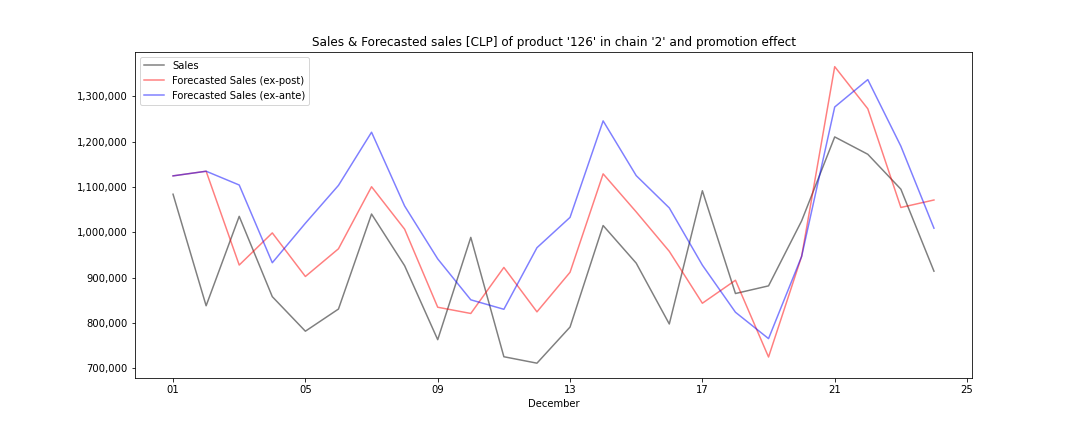 Sales & Forecasted sales [CLP] of product '126' in chain '2' and promotion effect
Sales
Forecasted Sales (ex-post)
Forecasted Sales (ex-ante)
1,300,000
1,200,000
1,100,000
1,000,000
900,000
800,000
700,000
01 05 09 13 17 21 25
December